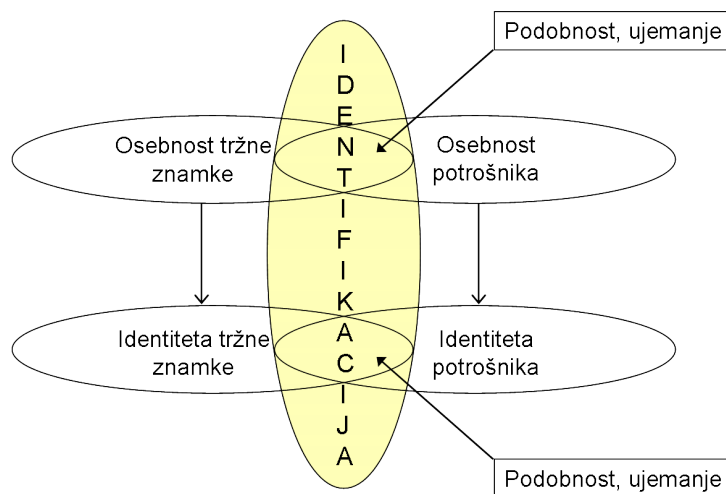 Podobnost, ujemanje
I
D
E
N
T
I
F
I
K
A
C
I
J
A
Osebnost tržne
znamke
Osebnost
potrošnika
Identiteta tržne
znamke
Identiteta
potrošnika
Podobnost, ujemanje